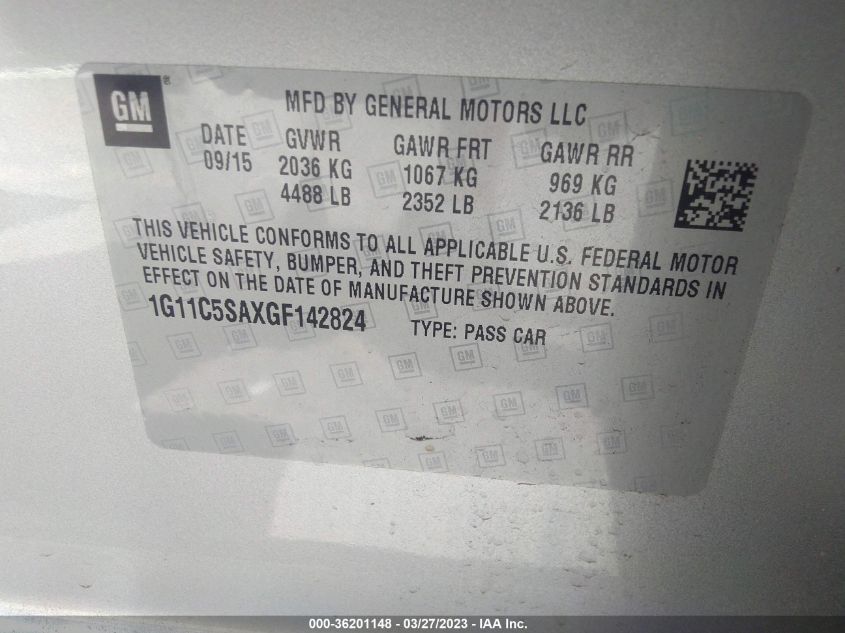 GM ®
MFD BY GENERAL MOTORS LLC
DATE GVWR GAWR FRT GAWR RR
09/15 2036 KG 1067 KG 969 KG
4488 LB 2352 LB 2136 LB
THIS VEHICLE CONFORMS TO ALL APPLICABLE U.S. FEDERAL MOTOR
VEHICLE SAFETY, BUMPER, AND THEFT PREVENTION STANDARDS IN
EFFECT ON THE DATE OF MANUFACTURE SHOWN ABOVE.
1G11C5SAXGF142824 TYPE: PASS CAR
000-36201148 - 03/27/2023 - IAA Inc.